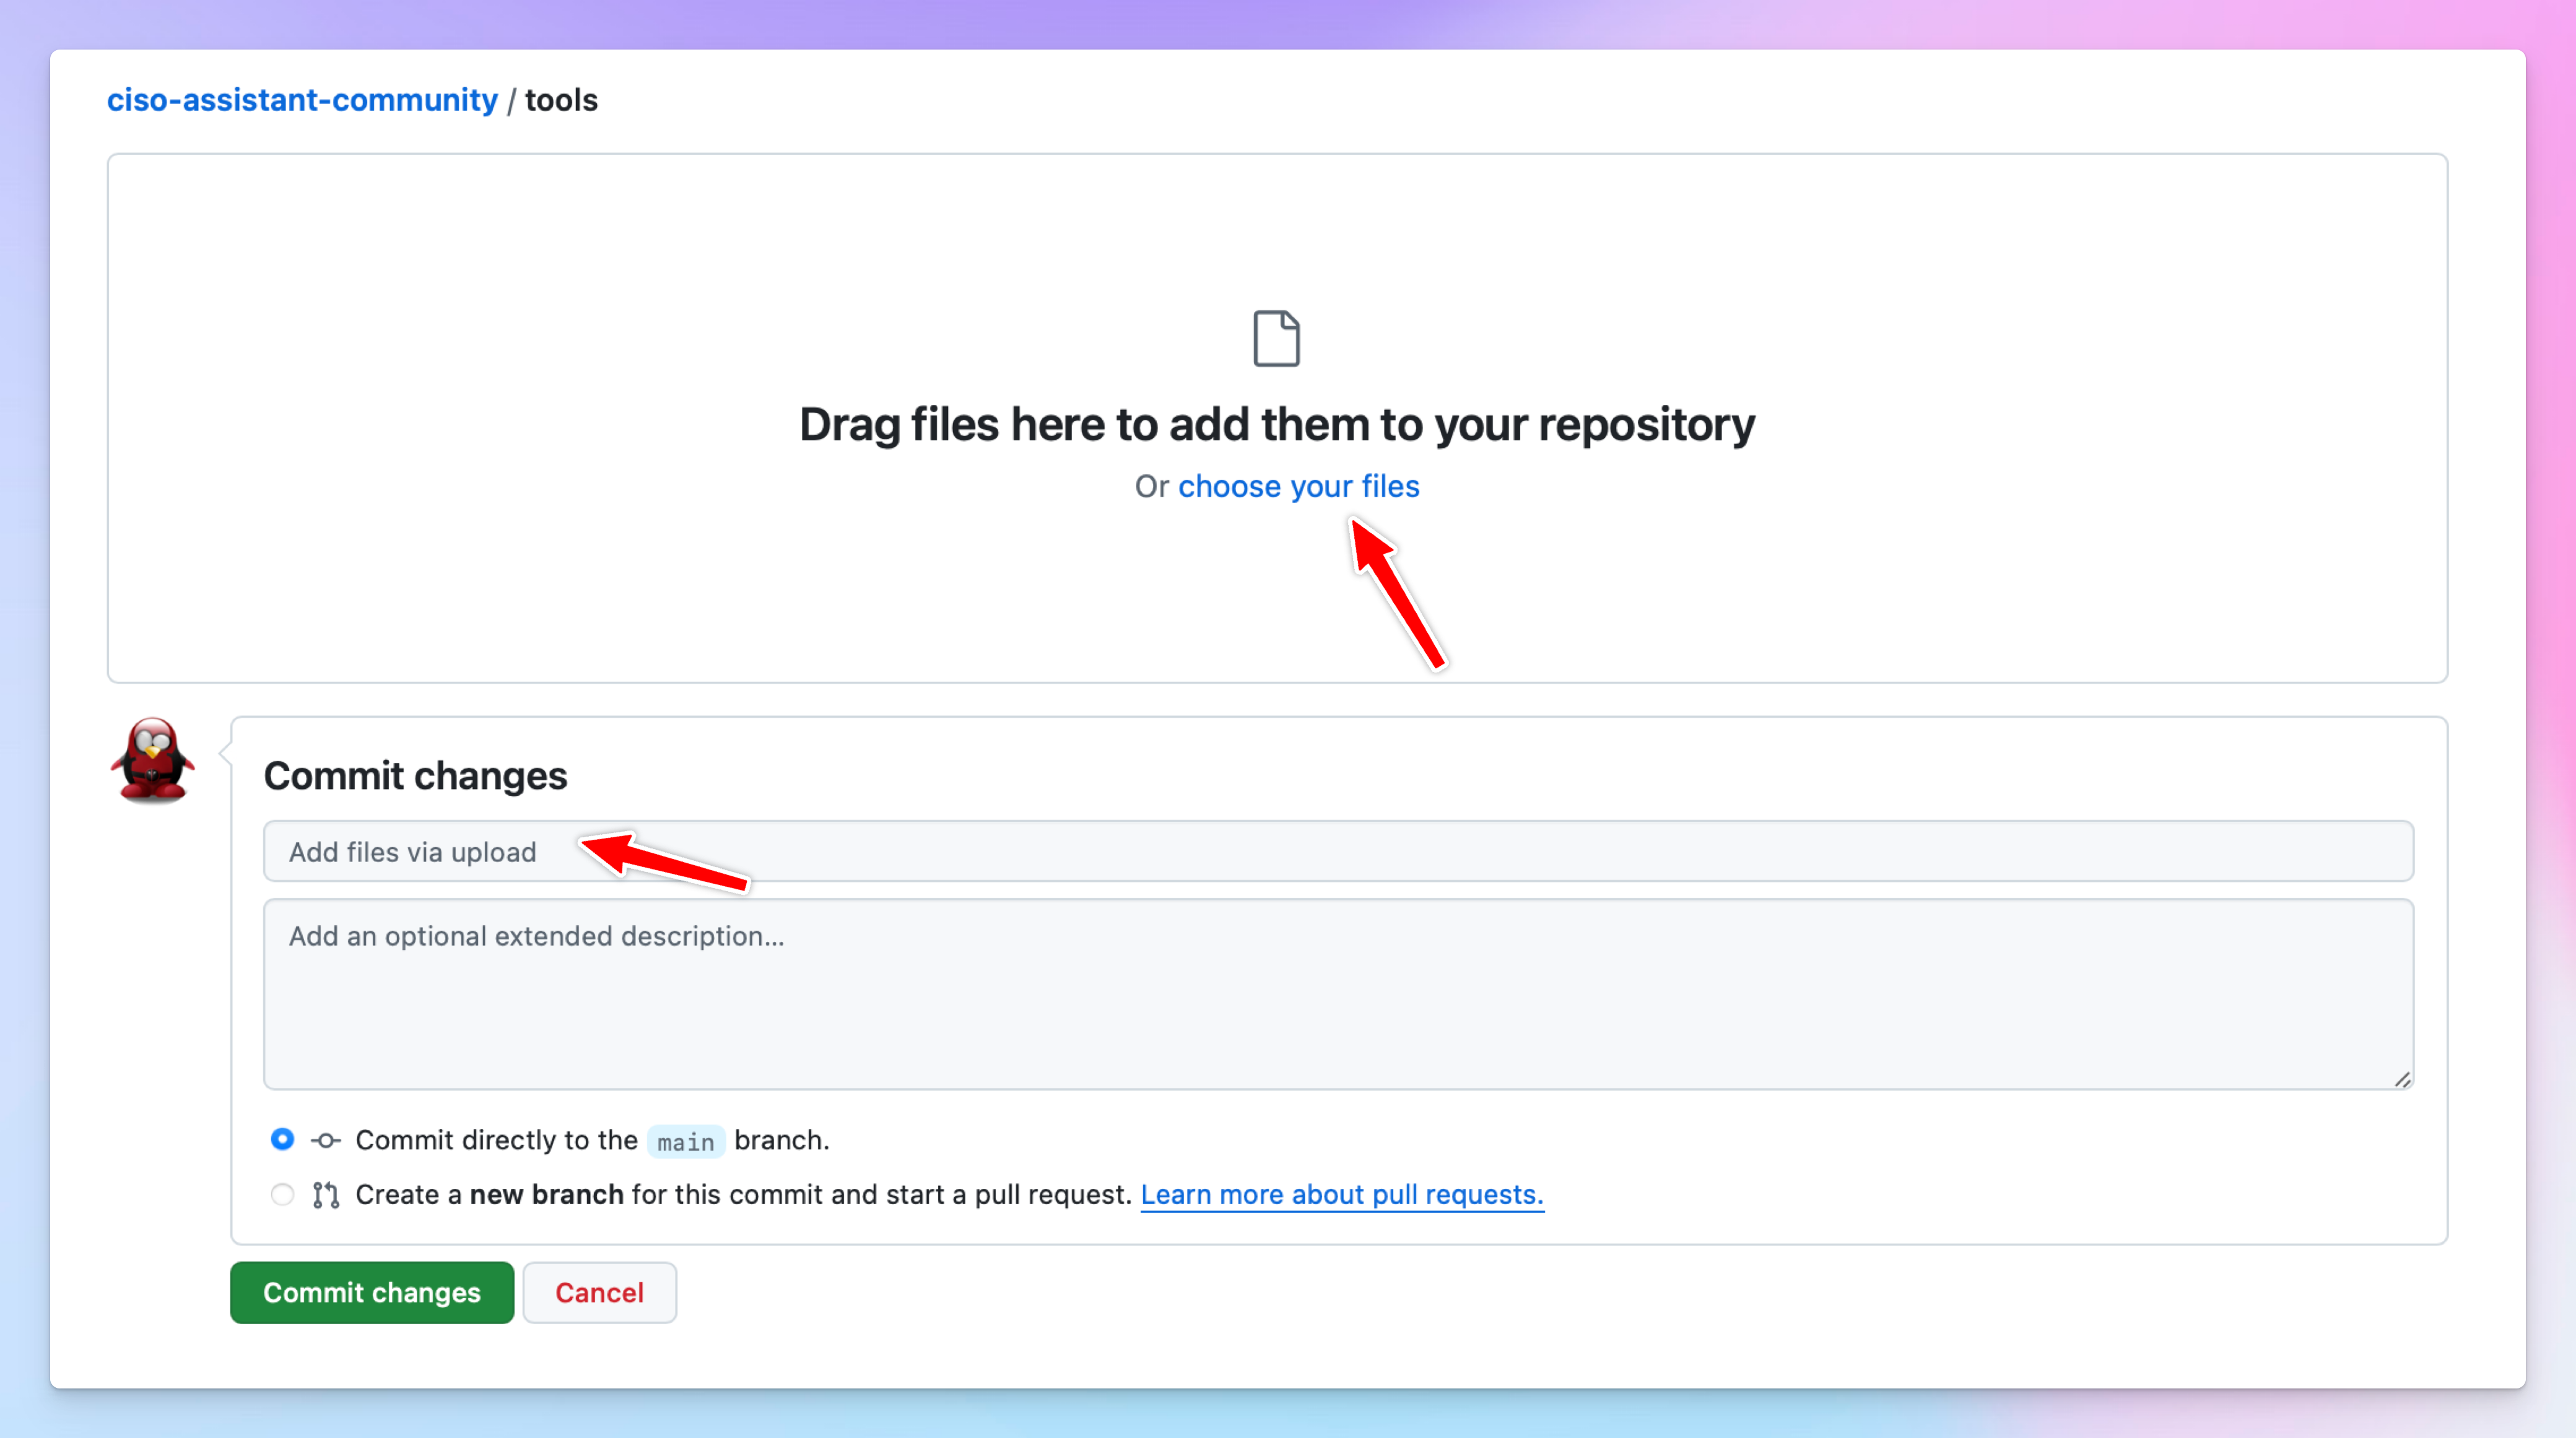 ciso-assistant-community / tools
Drag files here to add them to your repository
Or choose your files
Commit changes
Add files via upload
Add an optional extended description...
Commit directly to the main branch.
Create a new branch for this commit and start a pull request. Learn more about pull requests.
Commit changes Cancel